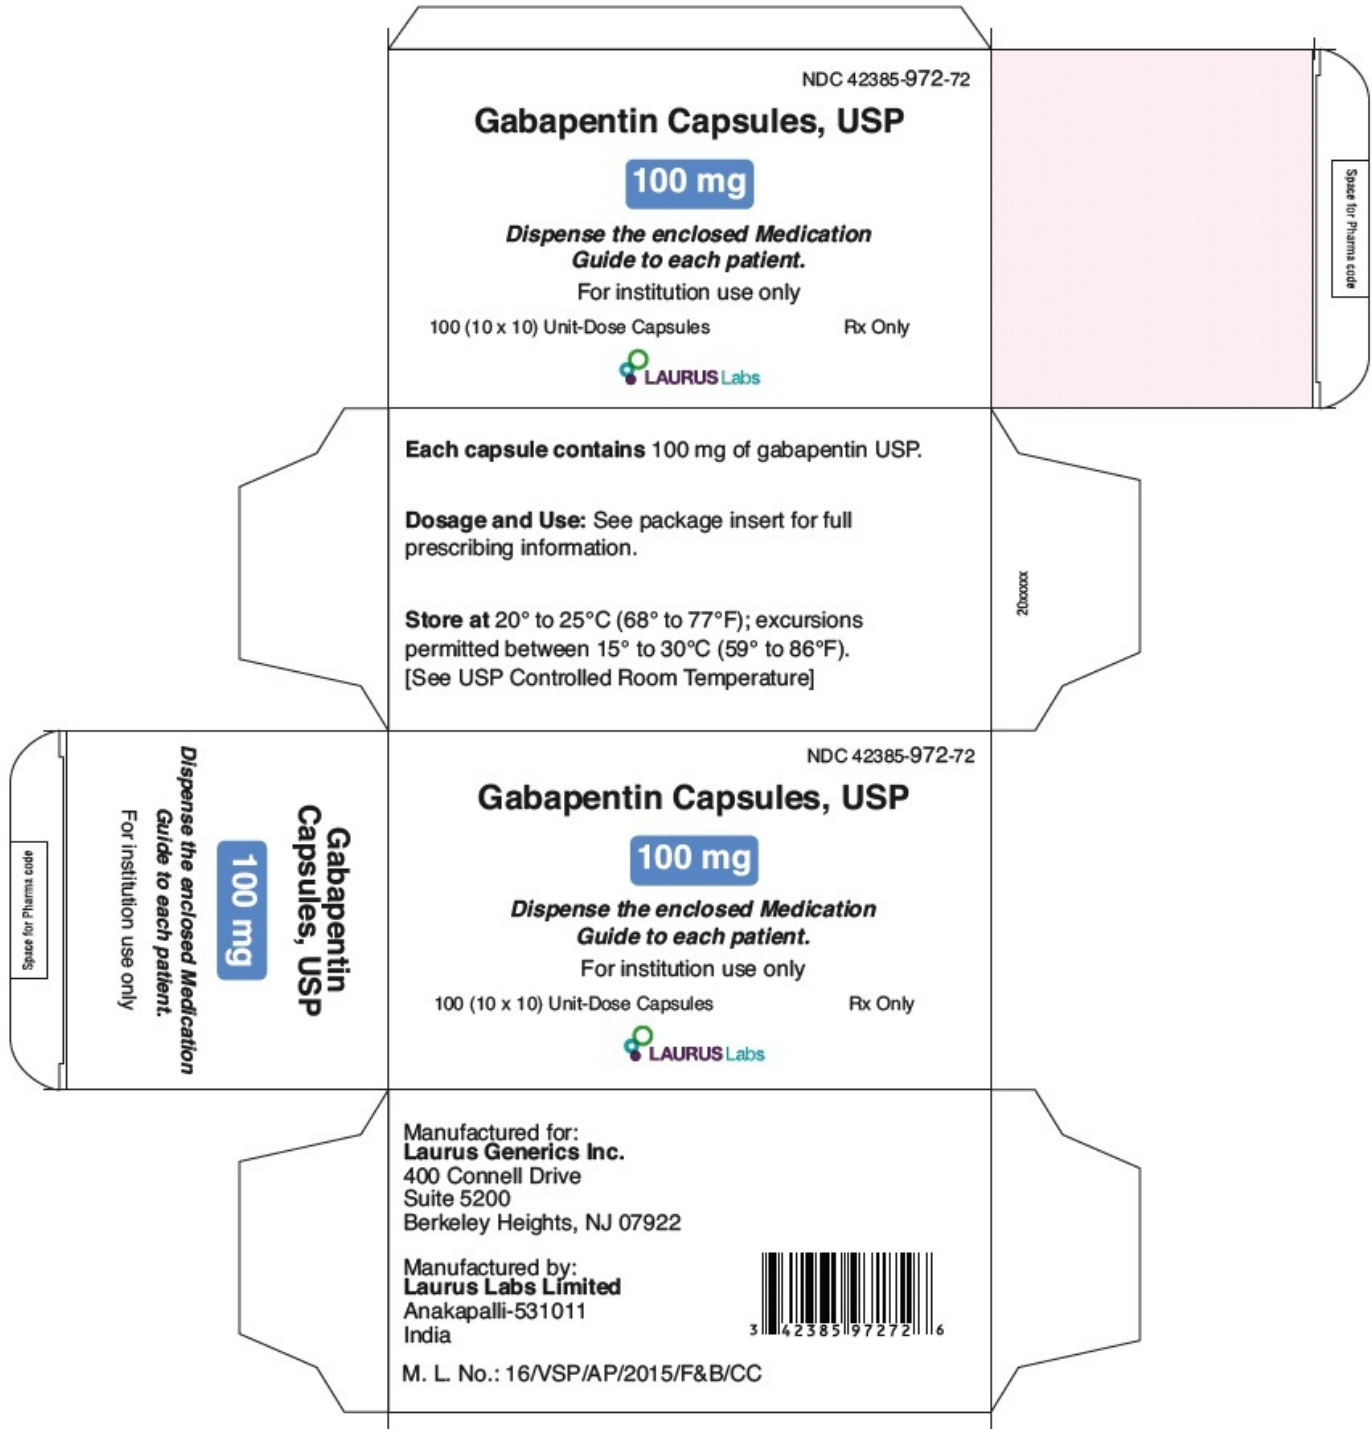 NDC 42385-972-72
Gabapentin Capsules, USP
100 mg
Dispense the enclosed Medication
Guide to each patient.
For institution use only
100 (10 x 10) Unit-Dose Capsules Rx Only
LAURUS Labs
Space for Pharma code
Each capsule contains 100 mg of gabapentin USP.
Dosage and Use: See package insert for full
prescribing information.
Store at 20° to 25°C (68° to 77°F); excursions
permitted between 15° to 30°C (59° to 86°F).
[See USP Controlled Room Temperature]
20xxxxx
Space for Pharma code
Gabapentin
Capsules, USP
100 mg
Dispense the enclosed Medication
Guide to each patient.
For institution use only
NDC 42385-972-72
Gabapentin Capsules, USP
100 mg
Dispense the enclosed Medication
Guide to each patient.
For institution use only
100 (10 x 10) Unit-Dose Capsules Rx Only
LAURUS Labs
Manufactured for:
Laurus Generics Inc.
400 Connell Drive
Suite 5200
Berkeley Heights, NJ 07922
Manufactured by:
Laurus Labs Limited
Anakapalli-531011
India
M. L. No.: 16/VSP/AP/2015/F&B/CC
3 42385 97272 6